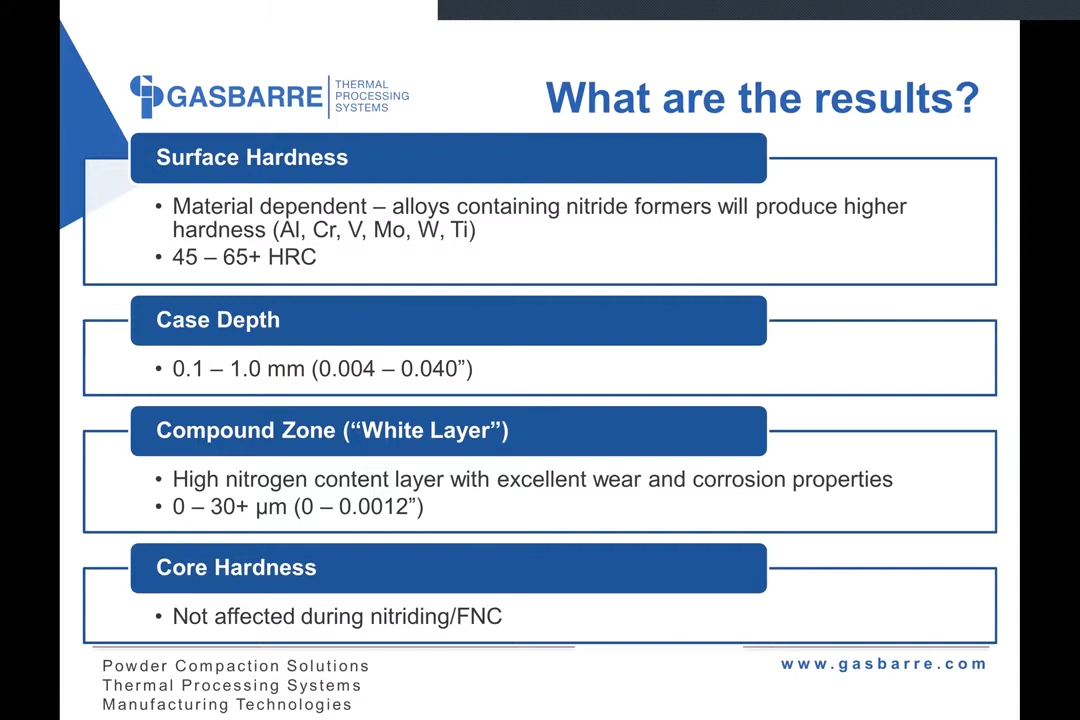 GASBARRE
THERMAL
PROCESSING
SYSTEMS
What are the results?
Surface Hardness
• Material dependent – alloys containing nitride formers will produce higher
hardness (Al, Cr, V, Mo, W, Ti)
• 45 – 65+ HRC
Case Depth
• 0.1 – 1.0 mm (0.004 – 0.040”)
Compound Zone (“White Layer”)
• High nitrogen content layer with excellent wear and corrosion properties
• 0 – 30+ µm (0 – 0.0012”)
Core Hardness
• Not affected during nitriding/FNC
Powder Compaction Solutions
Thermal Processing Systems
Manufacturing Technologies
www.gasbarre.com